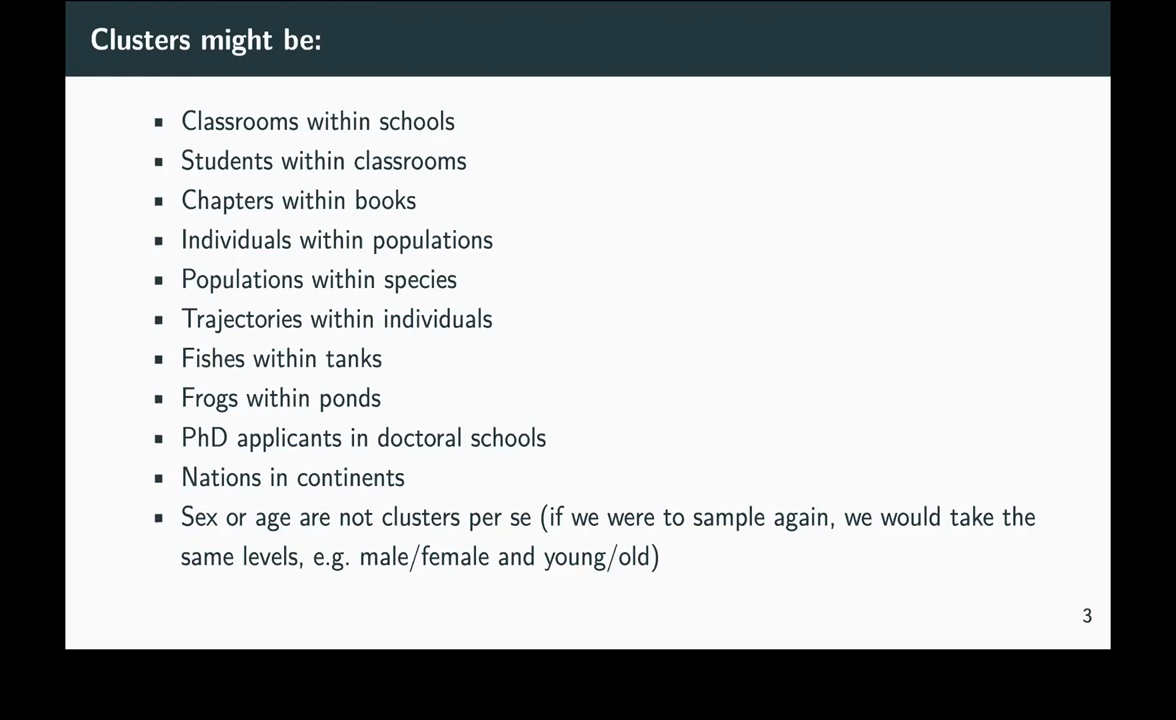 Clusters might be:
▪ Classrooms within schools
▪ Students within classrooms
▪ Chapters within books
▪ Individuals within populations
▪ Populations within species
▪ Trajectories within individuals
▪ Fishes within tanks
▪ Frogs within ponds
▪ PhD applicants in doctoral schools
▪ Nations in continents
▪ Sex or age are not clusters per se (if we were to sample again, we would take the
same levels, e.g. male/female and young/old)
3